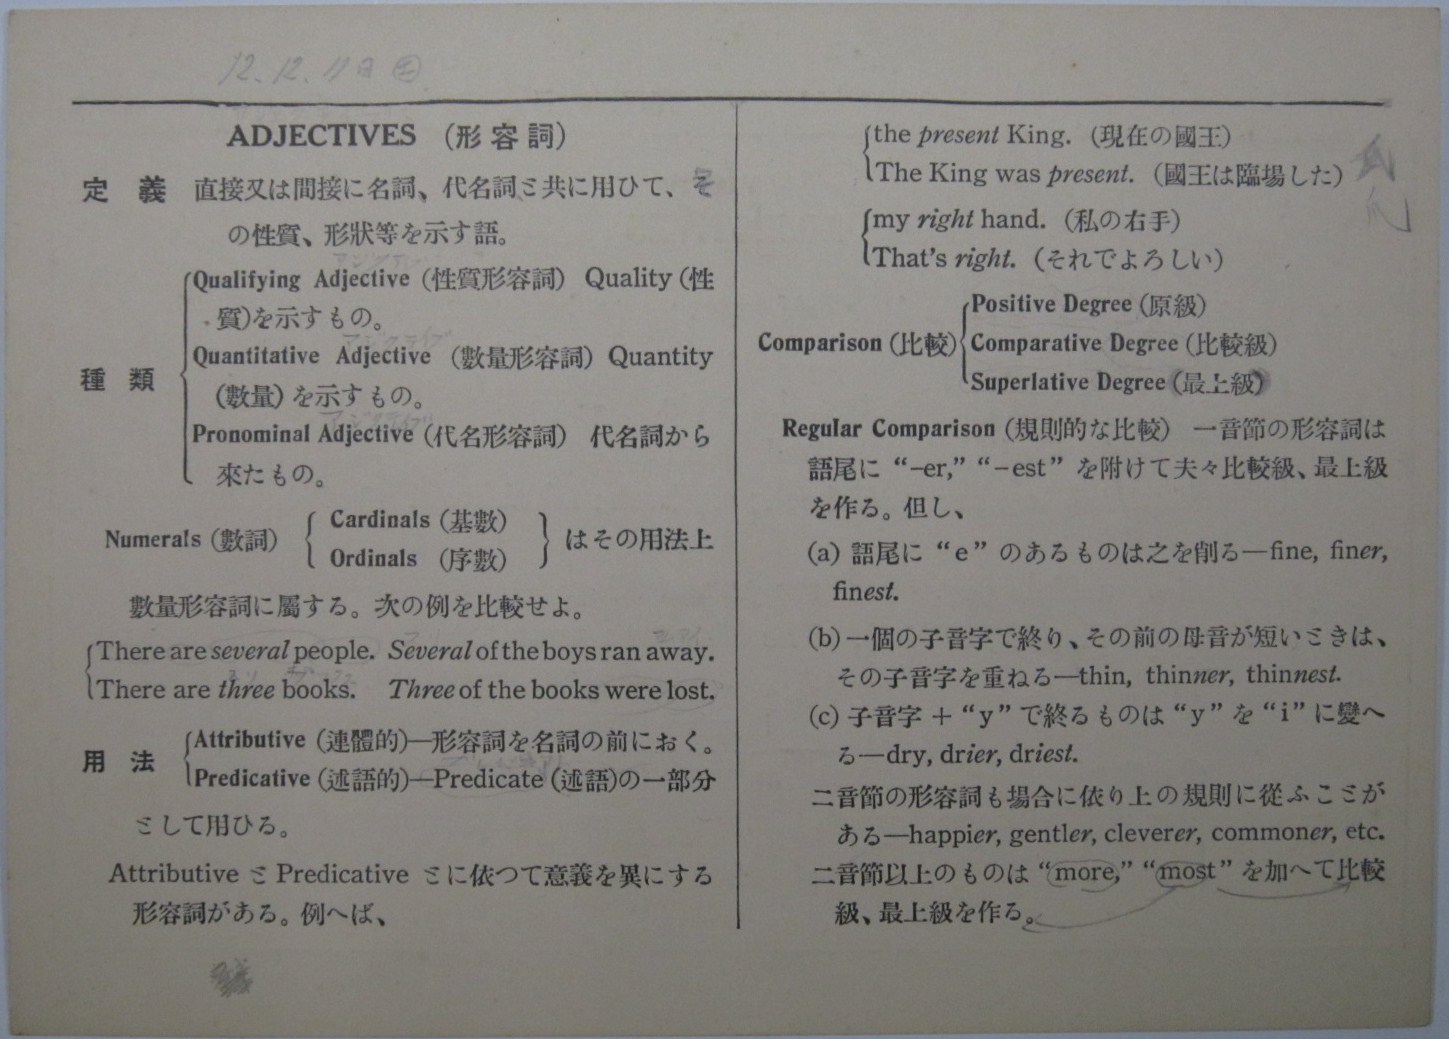 12. 12. 11日 ㊏
ADJECTIVES (形容詞)
定 義 直接又は間接に名詞、代名詞と共に用ひて、そ
の性質、形狀等を示す語。
Qualifying Adjective (性質形容詞) Quality (性
質)を示すもの。
種 類
Quantitative Adjective (數量形容詞) Quantity
(數量) を示すもの。
Pronominal Adjective (代名形容詞) 代名詞から
來たもの。
Numerals (數詞) { Cardinals (基數)
Ordinals (序數) } はその用法上
數量形容詞に屬する。次の例を比較せよ。
There are several people. Several of the boys ran away.
There are three books. Three of the books were lost.
用 法
Attributive (連體的)—形容詞を名詞の前におく。
Predicative (述語的)—Predicate (述語)の一部分
として用ひる。
Attributive と Predicative とに依つて意義を異にする
形容詞がある。例へば、
the present King. (現在の國王)
The King was present. (國王は臨場した)
my right hand. (私の右手)
That's right. (それでよろしい)
Positive Degree (原級)
Comparison (比較) Comparative Degree (比較級)
Superlative Degree (最上級)
Regular Comparison (規則的な比較) 一音節の形容詞は
語尾に “-er,” “-est” を附けて夫々比較級、最上級
を作る。但し、
(a) 語尾に “e” のあるものは之を削る—fine, finer,
finest.
(b) 一個の子音字で終り、その前の母音が短いときは、
その子音字を重ねる—thin, thinner, thinnest.
(c) 子音字 + “y” で終るものは “y” を “i” に變へ
る—dry, drier, driest.
二音節の形容詞も場合に依り上の規則に從ふことが
ある—happier, gentler, cleverer, commoner, etc.
二音節以上のものは “more,” “most” を加へて比較
級、最上級を作る。